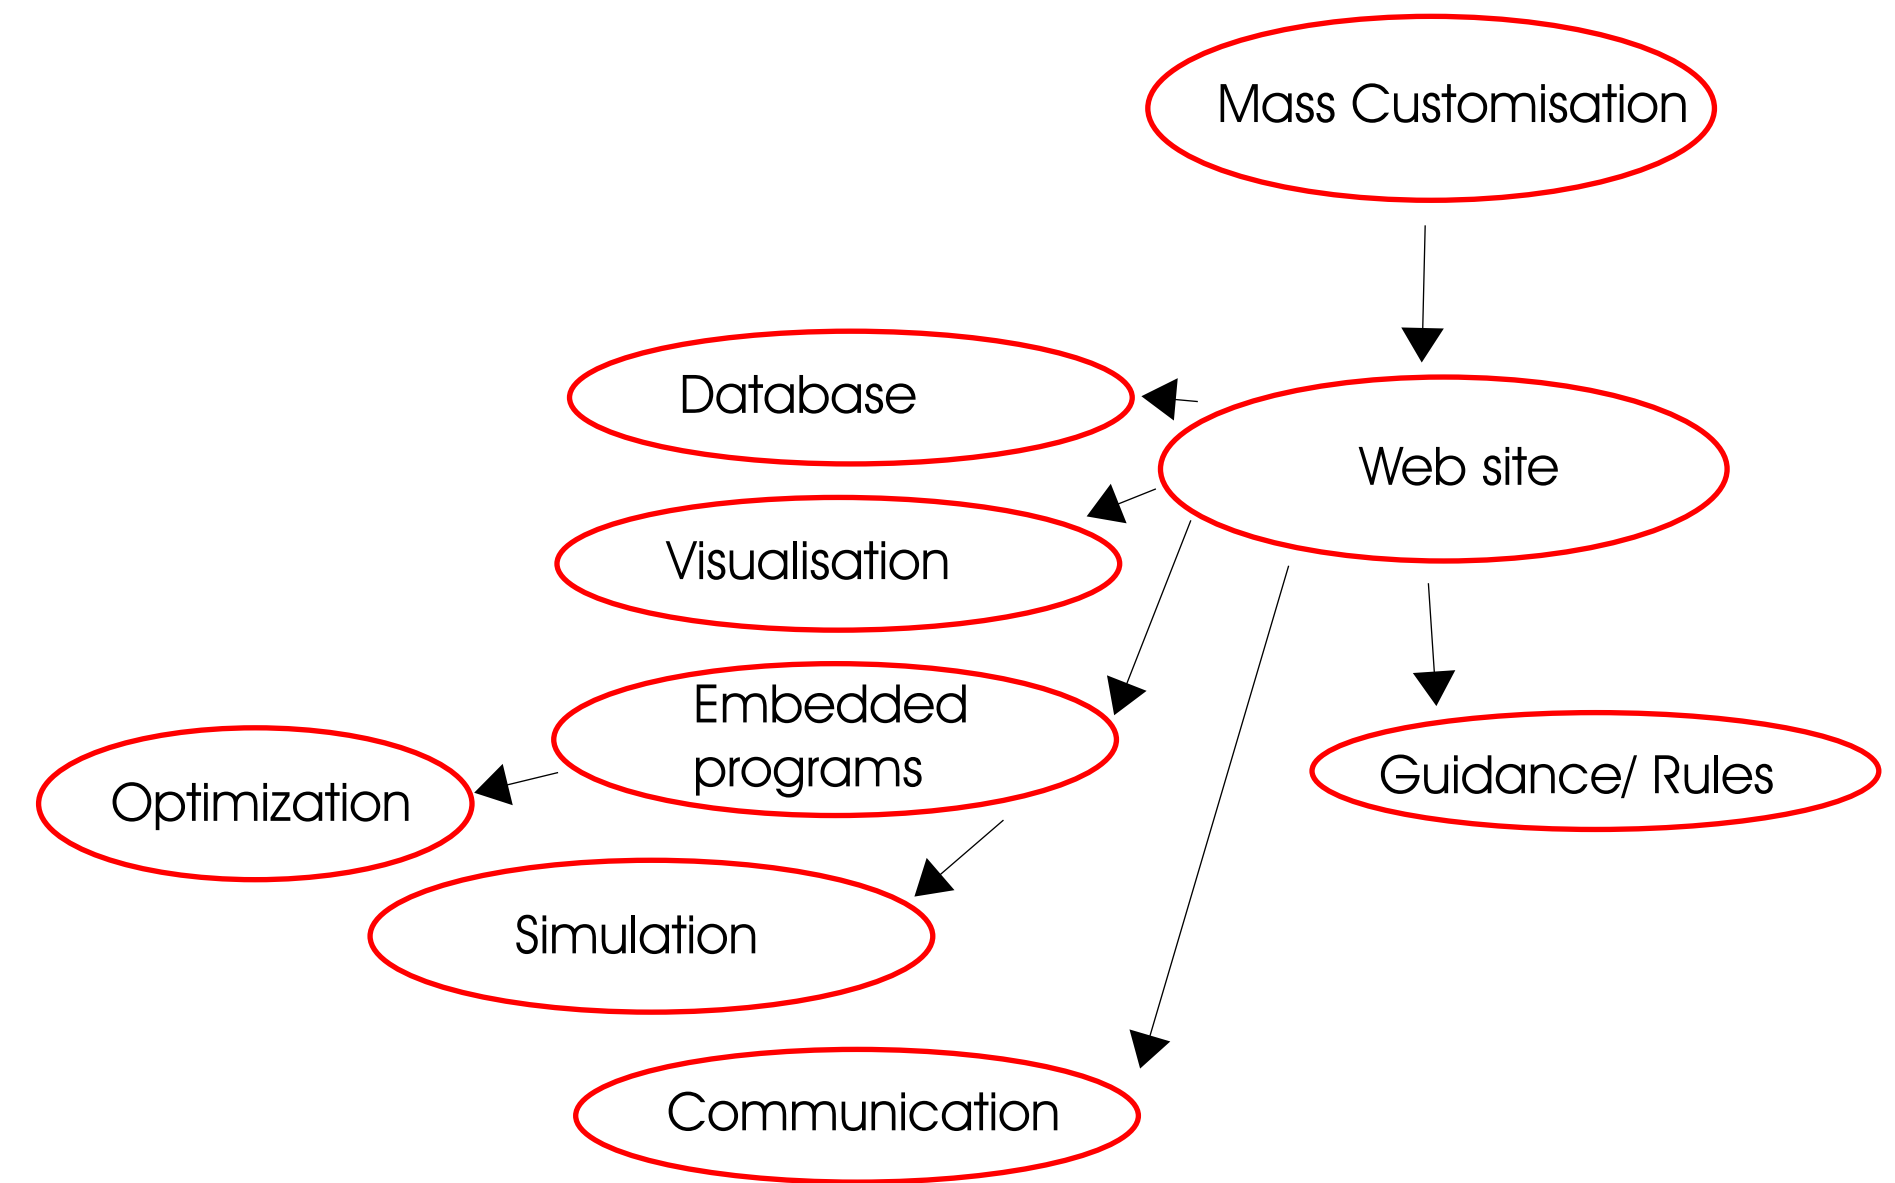 Mass Customisation
Database
Web site
Visualisation
Embedded
programs
Guidance/ Rules
Optimization
Simulation
Communication